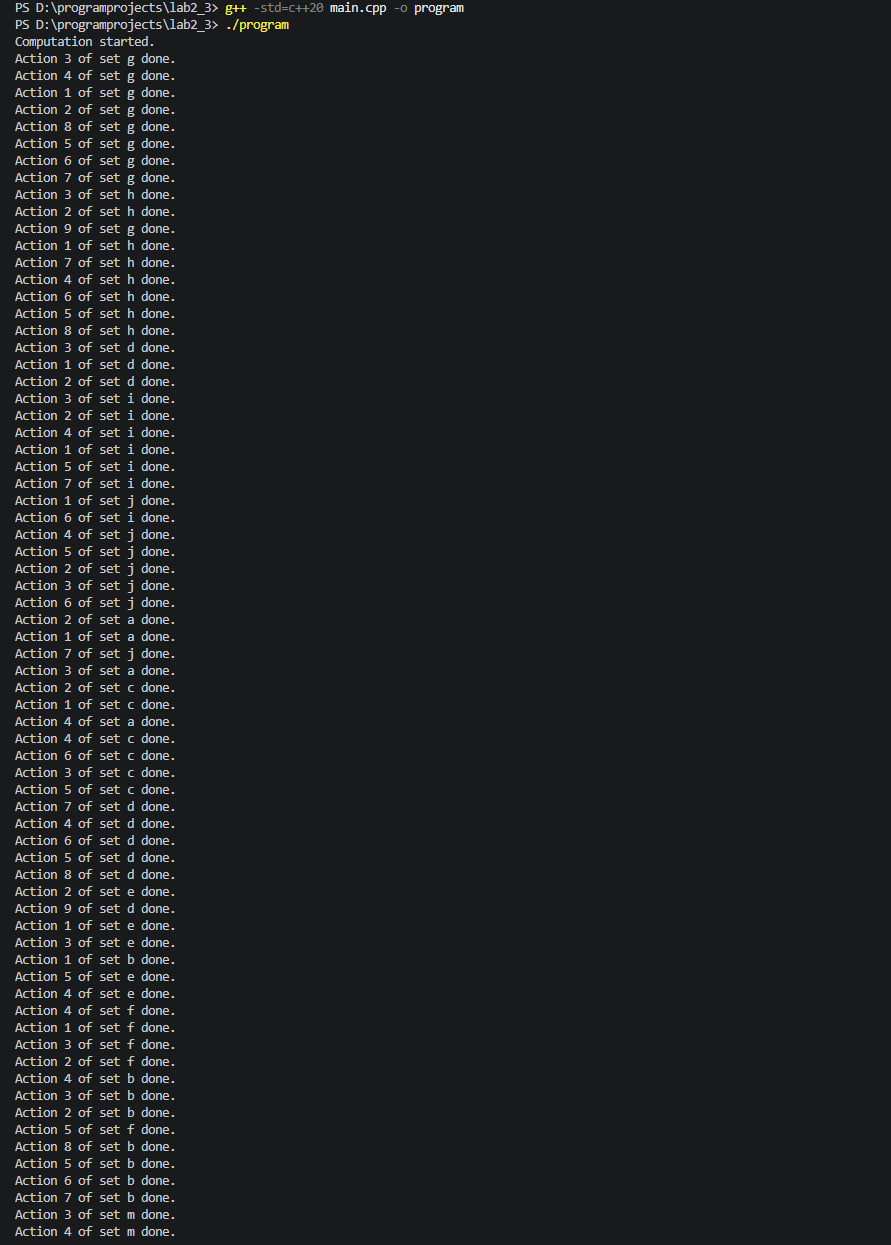 PS D:\programprojects\lab2_3> g++ -std=c++20 main.cpp -o program
PS D:\programprojects\lab2_3> ./program
Computation started.
Action 3 of set g done.
Action 4 of set g done.
Action 1 of set g done.
Action 2 of set g done.
Action 8 of set g done.
Action 5 of set g done.
Action 6 of set g done.
Action 7 of set g done.
Action 3 of set h done.
Action 2 of set h done.
Action 9 of set g done.
Action 1 of set h done.
Action 7 of set h done.
Action 4 of set h done.
Action 6 of set h done.
Action 5 of set h done.
Action 8 of set h done.
Action 3 of set d done.
Action 1 of set d done.
Action 2 of set d done.
Action 3 of set i done.
Action 2 of set i done.
Action 4 of set i done.
Action 1 of set i done.
Action 5 of set i done.
Action 7 of set i done.
Action 1 of set j done.
Action 6 of set i done.
Action 4 of set j done.
Action 5 of set j done.
Action 2 of set j done.
Action 3 of set j done.
Action 6 of set j done.
Action 2 of set a done.
Action 1 of set a done.
Action 7 of set j done.
Action 3 of set a done.
Action 2 of set c done.
Action 1 of set c done.
Action 4 of set a done.
Action 4 of set c done.
Action 6 of set c done.
Action 3 of set c done.
Action 5 of set c done.
Action 7 of set d done.
Action 4 of set d done.
Action 6 of set d done.
Action 5 of set d done.
Action 8 of set d done.
Action 2 of set e done.
Action 9 of set d done.
Action 1 of set e done.
Action 3 of set e done.
Action 1 of set b done.
Action 5 of set e done.
Action 4 of set e done.
Action 4 of set f done.
Action 1 of set f done.
Action 3 of set f done.
Action 2 of set f done.
Action 4 of set b done.
Action 3 of set b done.
Action 2 of set b done.
Action 5 of set f done.
Action 8 of set b done.
Action 5 of set b done.
Action 6 of set b done.
Action 7 of set b done.
Action 3 of set m done.
Action 4 of set m done.